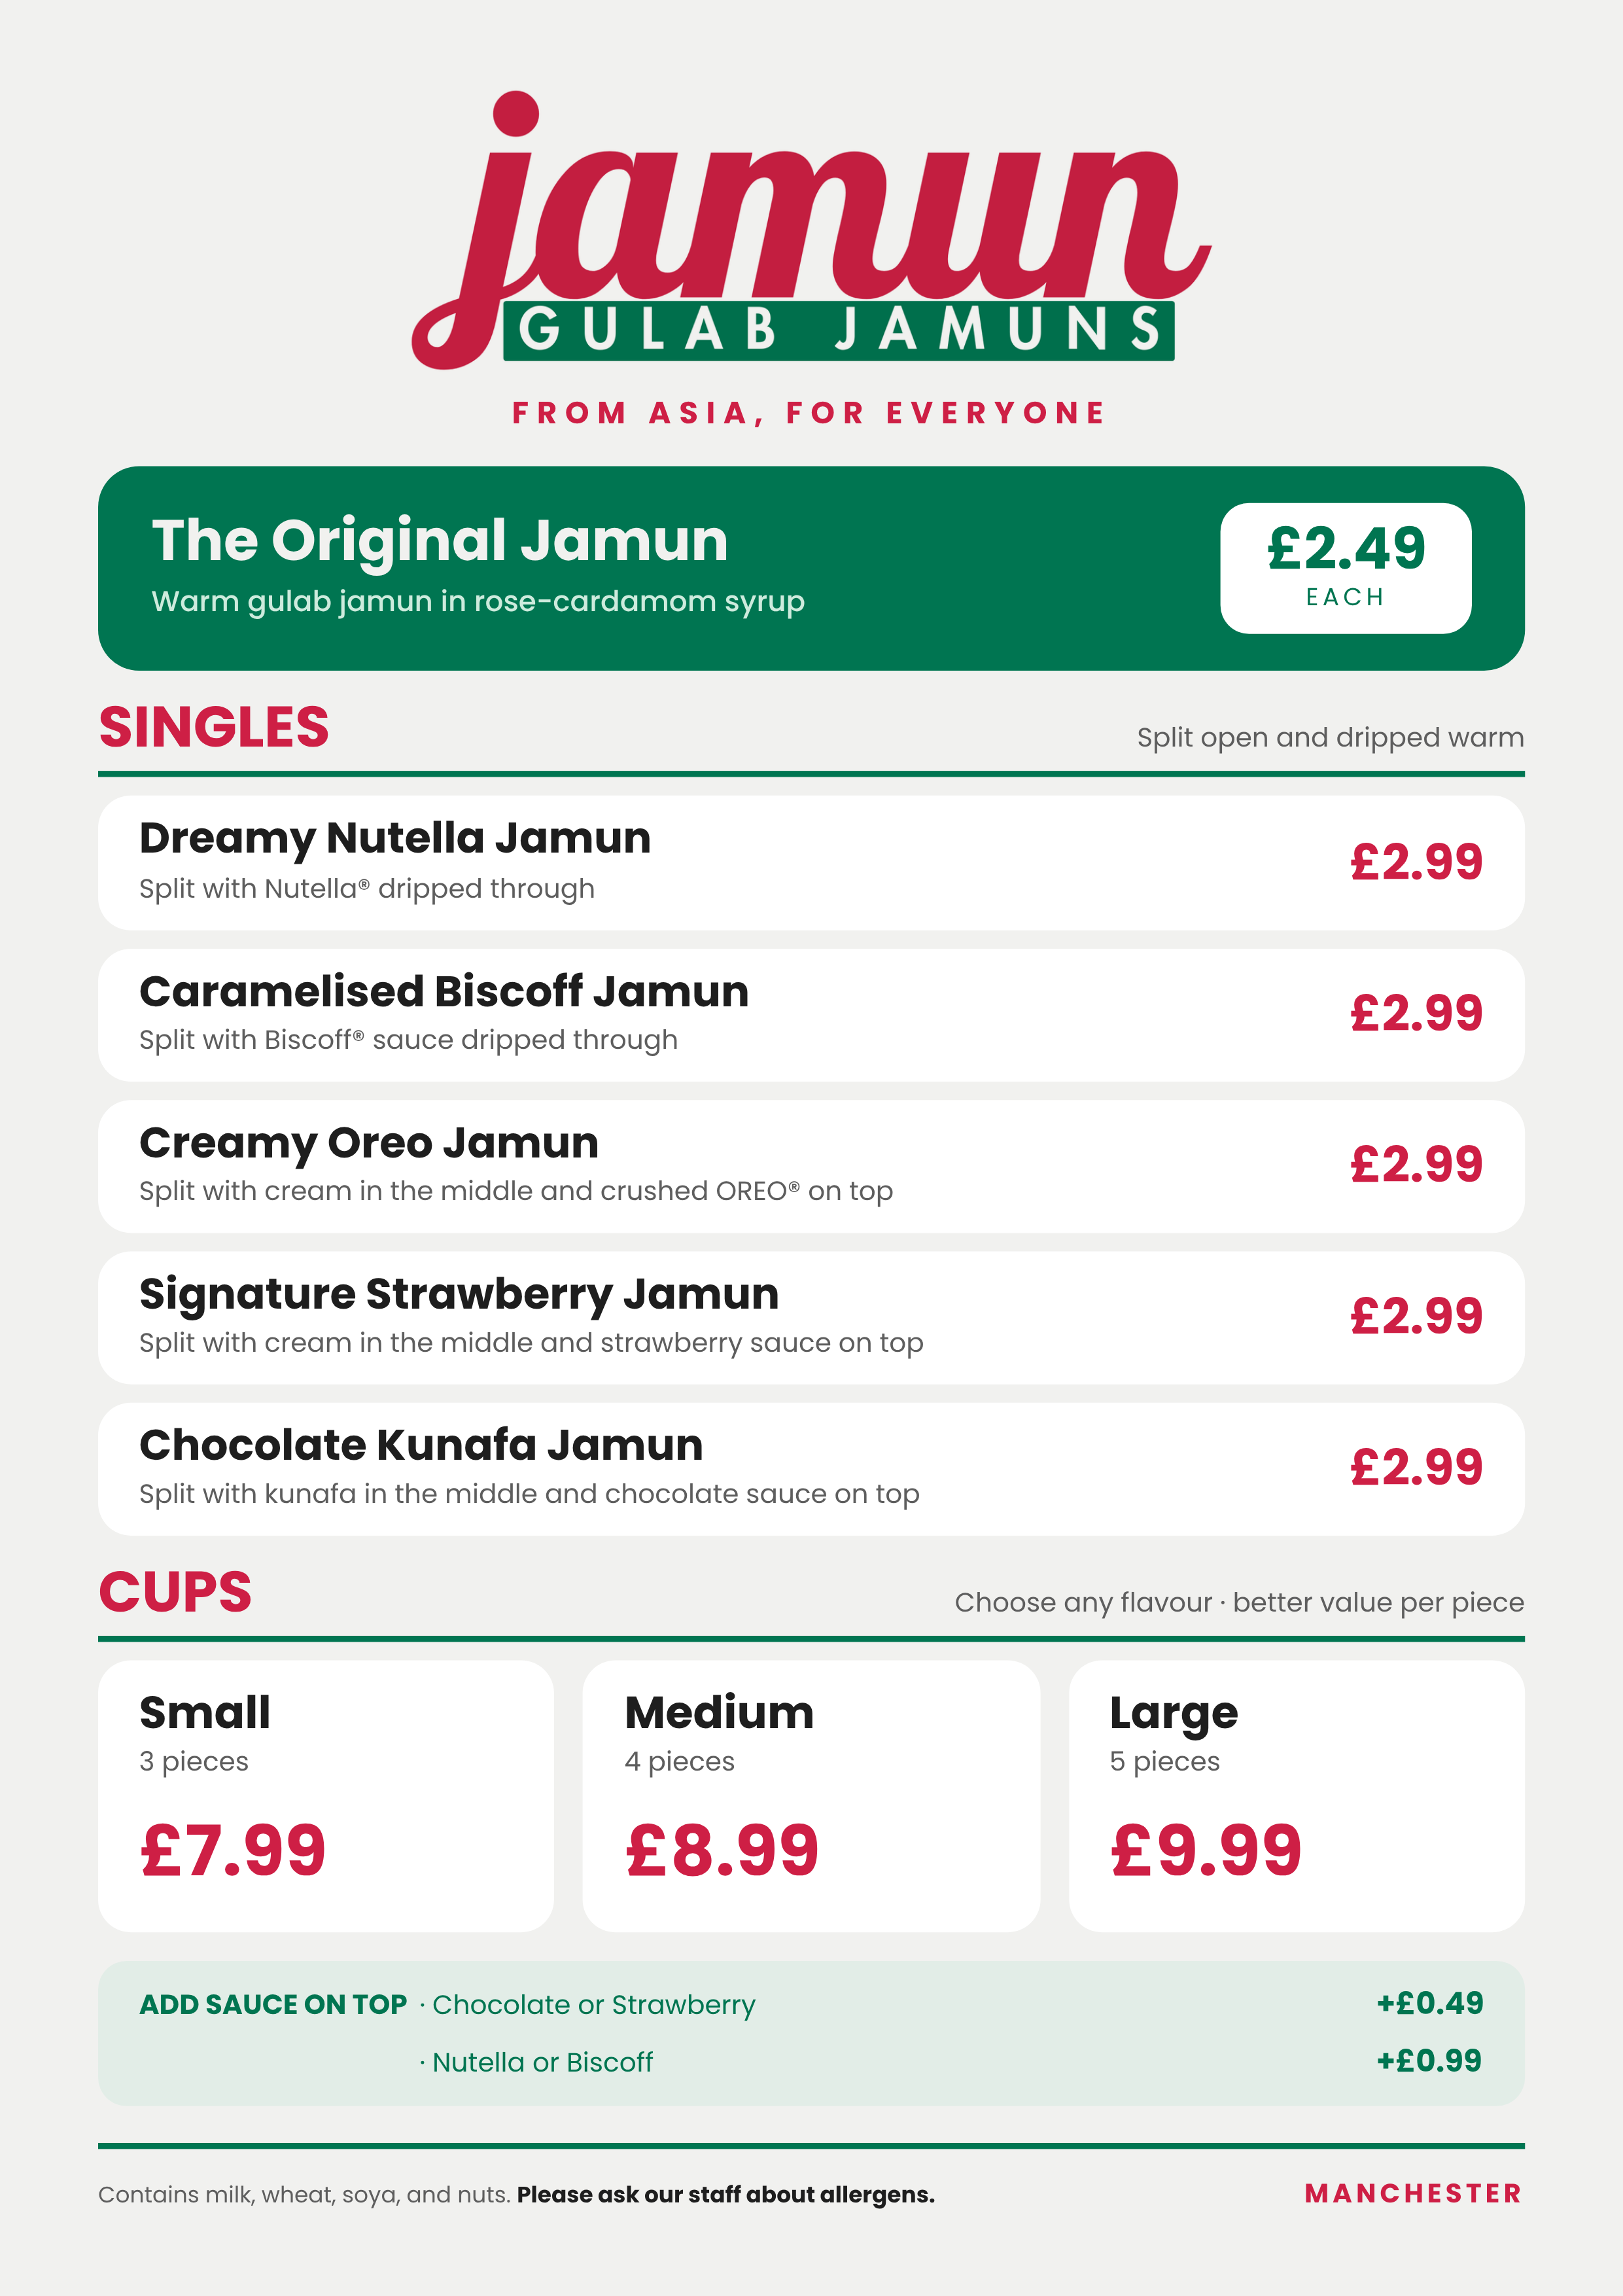 jamun
GULAB JAMUNS
FROM ASIA, FOR EVERYONE
The Original Jamun
Warm gulab jamun in rose-cardamom syrup
£2.49
EACH
SINGLES
Split open and dripped warm
Dreamy Nutella Jamun
Split with Nutella® dripped through
£2.99
Caramelised Biscoff Jamun
Split with Biscoff® sauce dripped through
£2.99
Creamy Oreo Jamun
Split with cream in the middle and crushed OREO® on top
£2.99
Signature Strawberry Jamun
Split with cream in the middle and strawberry sauce on top
£2.99
Chocolate Kunafa Jamun
Split with kunafa in the middle and chocolate sauce on top
£2.99
CUPS
Choose any flavour · better value per piece
Small
3 pieces
£7.99
Medium
4 pieces
£8.99
Large
5 pieces
£9.99
ADD SAUCE ON TOP · Chocolate or Strawberry +£0.49
· Nutella or Biscoff +£0.99
Contains milk, wheat, soya, and nuts. Please ask our staff about allergens.
MANCHESTER